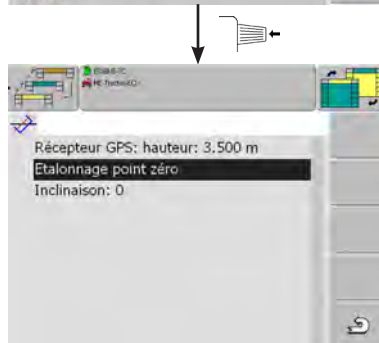 Récepteur GPS: hauteur: 3.500 m
Etalonnage point zéro
Inclinaison: 0